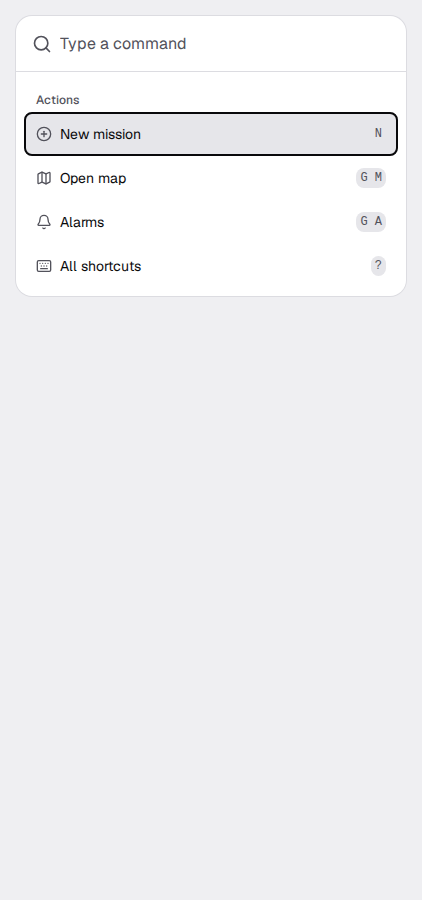 Type a command
Actions
New mission N
Open map G M
Alarms G A
All shortcuts ?